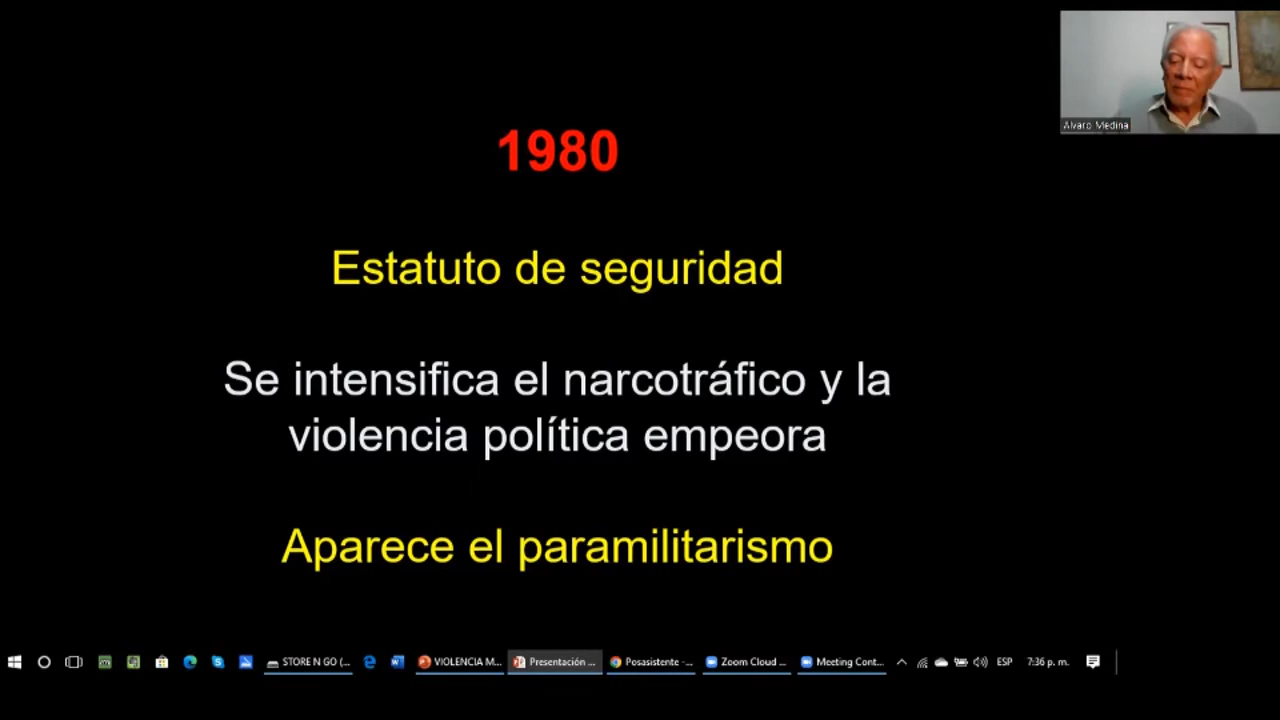 Alvaro Medina
1980
Estatuto de seguridad
Se intensifica el narcotráfico y la
violencia política empeora
Aparece el paramilitarismo
STORE N GO (...
VIOLENCIA M...
Presentación ...
Posasistente -...
Zoom Cloud ...
Meeting Cont...
ESP
7:36 p. m.